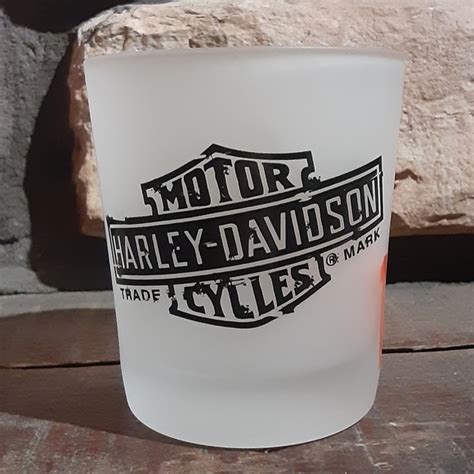 MOTOR
HARLEY-DAVIDSON
TRADE CYCLES ® MARK